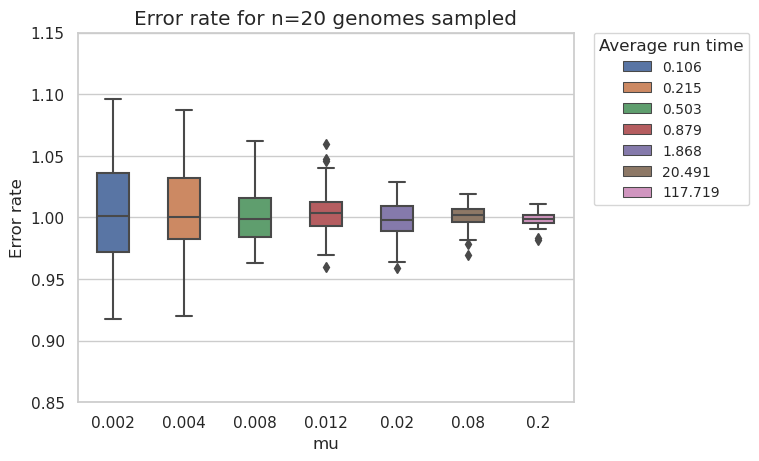 Error rate for n=20 genomes sampled
Error rate
1.15
1.10
1.05
1.00
0.95
0.90
0.85
0.002 0.004 0.008 0.012 0.02 0.08 0.2
mu
Average run time
0.106
0.215
0.503
0.879
1.868
20.491
117.719